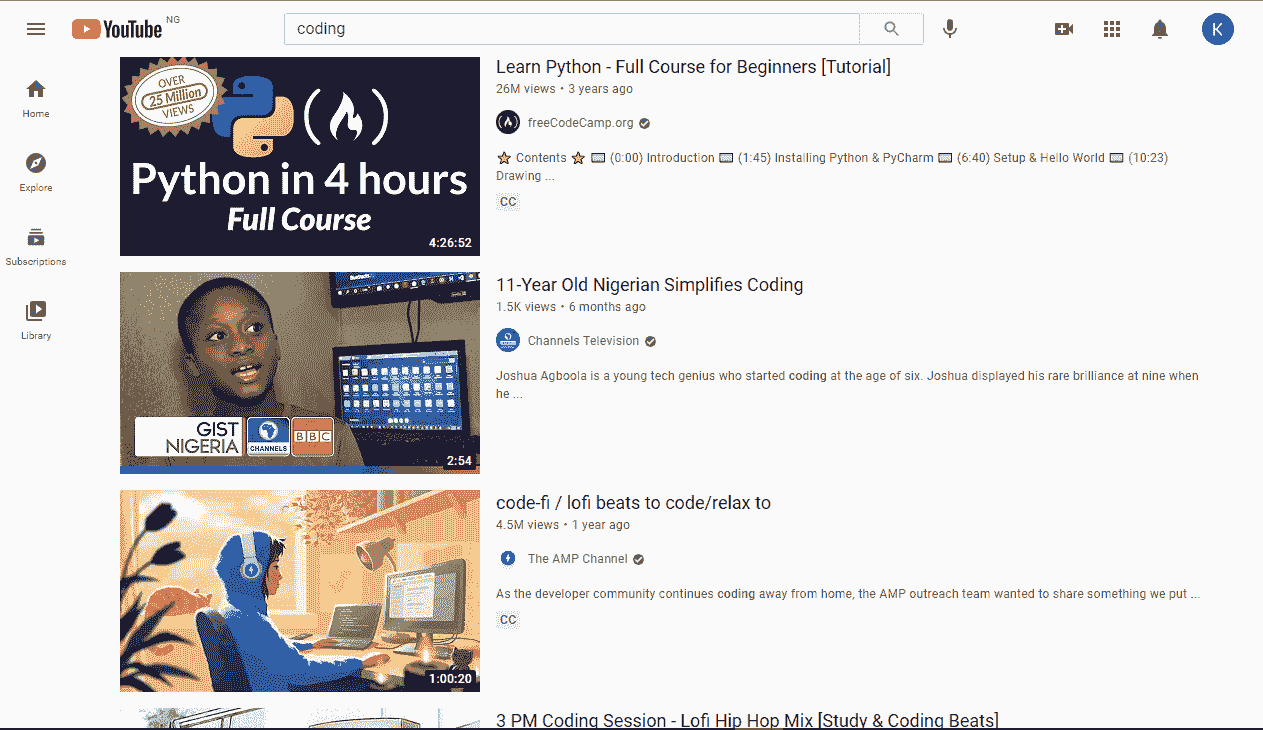 YouTube NG
coding
K
Home
Explore
Subscriptions
Library
OVER
25 Million
VIEWS
Python in 4 hours
Full Course
4:26:52
Learn Python - Full Course for Beginners [Tutorial]
26M views • 3 years ago
freeCodeCamp.org
Contents (0:00) Introduction (1:45) Installing Python & PyCharm (6:40) Setup & Hello World (10:23)
Drawing ...
CC
GIST
NIGERIA
CHANNELS
BBC
2:54
11-Year Old Nigerian Simplifies Coding
1.5K views • 6 months ago
Channels Television
Joshua Agboola is a young tech genius who started coding at the age of six. Joshua displayed his rare brilliance at nine when
he ...
1:00:20
code-fi / lofi beats to code/relax to
4.5M views • 1 year ago
The AMP Channel
As the developer community continues coding away from home, the AMP outreach team wanted to share something we put ...
CC
3 PM Coding Session - Lofi Hip Hop Mix [Study & Coding Beats]